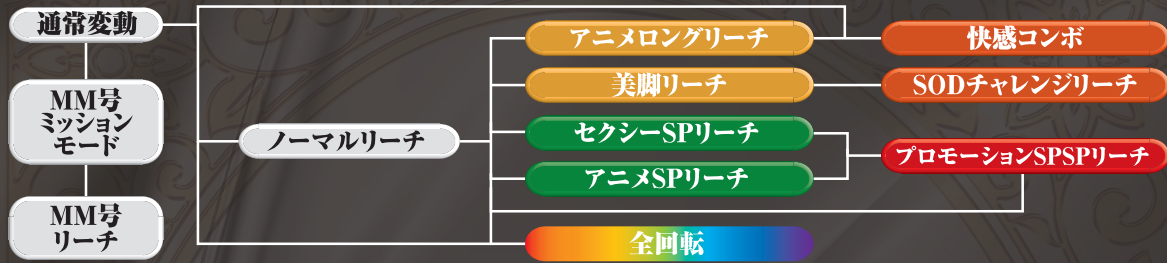 通常変動
MM号
ミッション
モード
MM号
リーチ
ノーマルリーチ
アニメロングリーチ
美脚リーチ
セクシーSPリーチ
アニメSPリーチ
全回転
快感コンボ
SODチャレンジリーチ
プロモーションSPSPリーチ